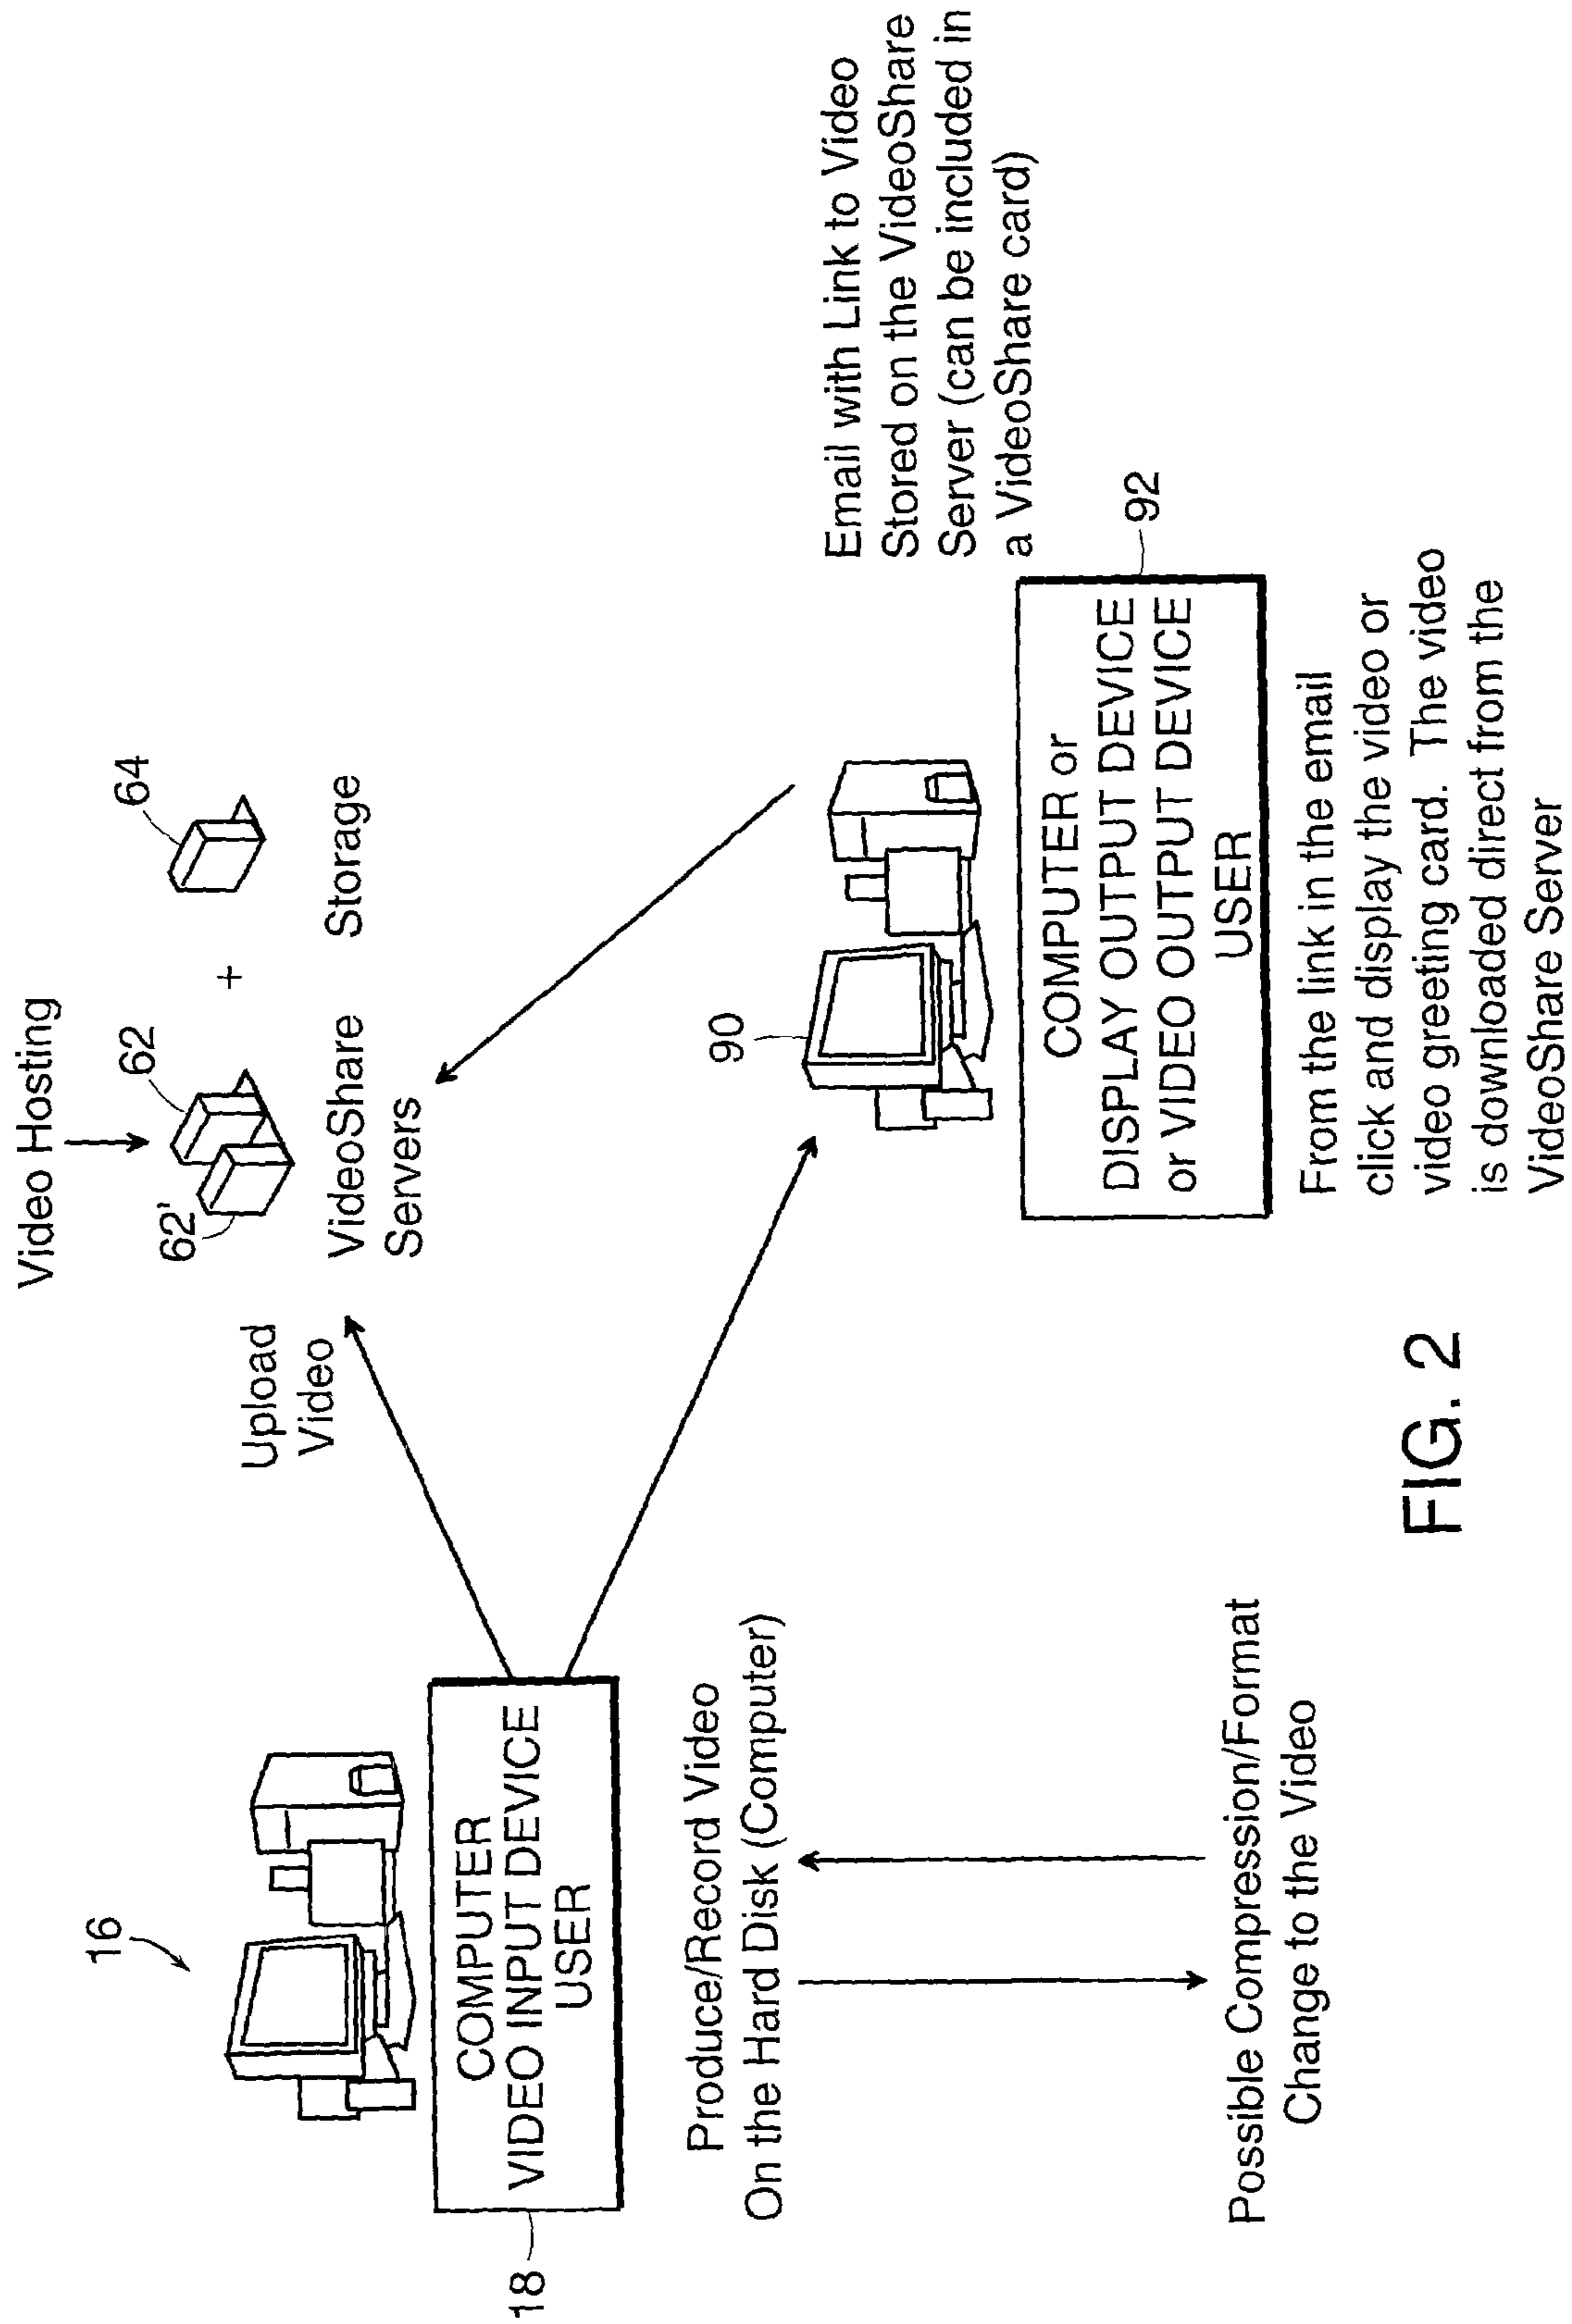 Video Hosting
62'
62
64
+
Upload
Video
VideoShare
Servers
Storage
16
18
COMPUTER
VIDEO INPUT DEVICE
USER
Produce/Record Video
On the Hard Disk (Computer)
Possible Compression/Format
Change to the Video
90
Email with Link to Video
Stored on the VideoShare
Server (can be included in
a VideoShare card)
92
COMPUTER or
DISPLAY OUTPUT DEVICE
or VIDEO OUTPUT DEVICE
USER
From the link in the email
click and display the video or
video greeting card. The video
is downloaded direct from the
VideoShare Server
FIG. 2